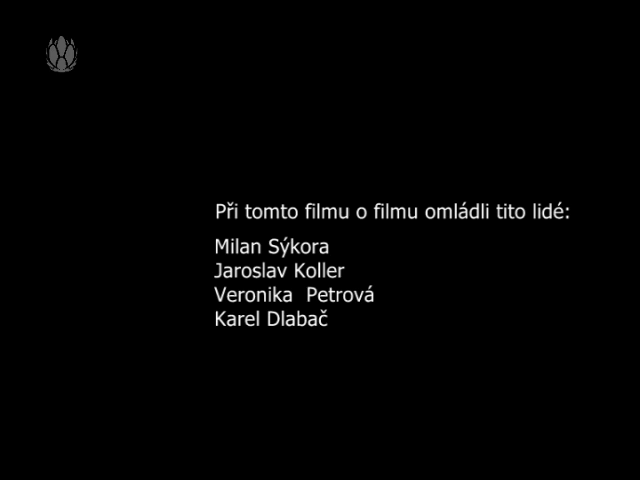 Při tomto filmu o filmu omládli tito lidé:
Milan Sýkora
Jaroslav Koller
Veronika Petrová
Karel Dlabač